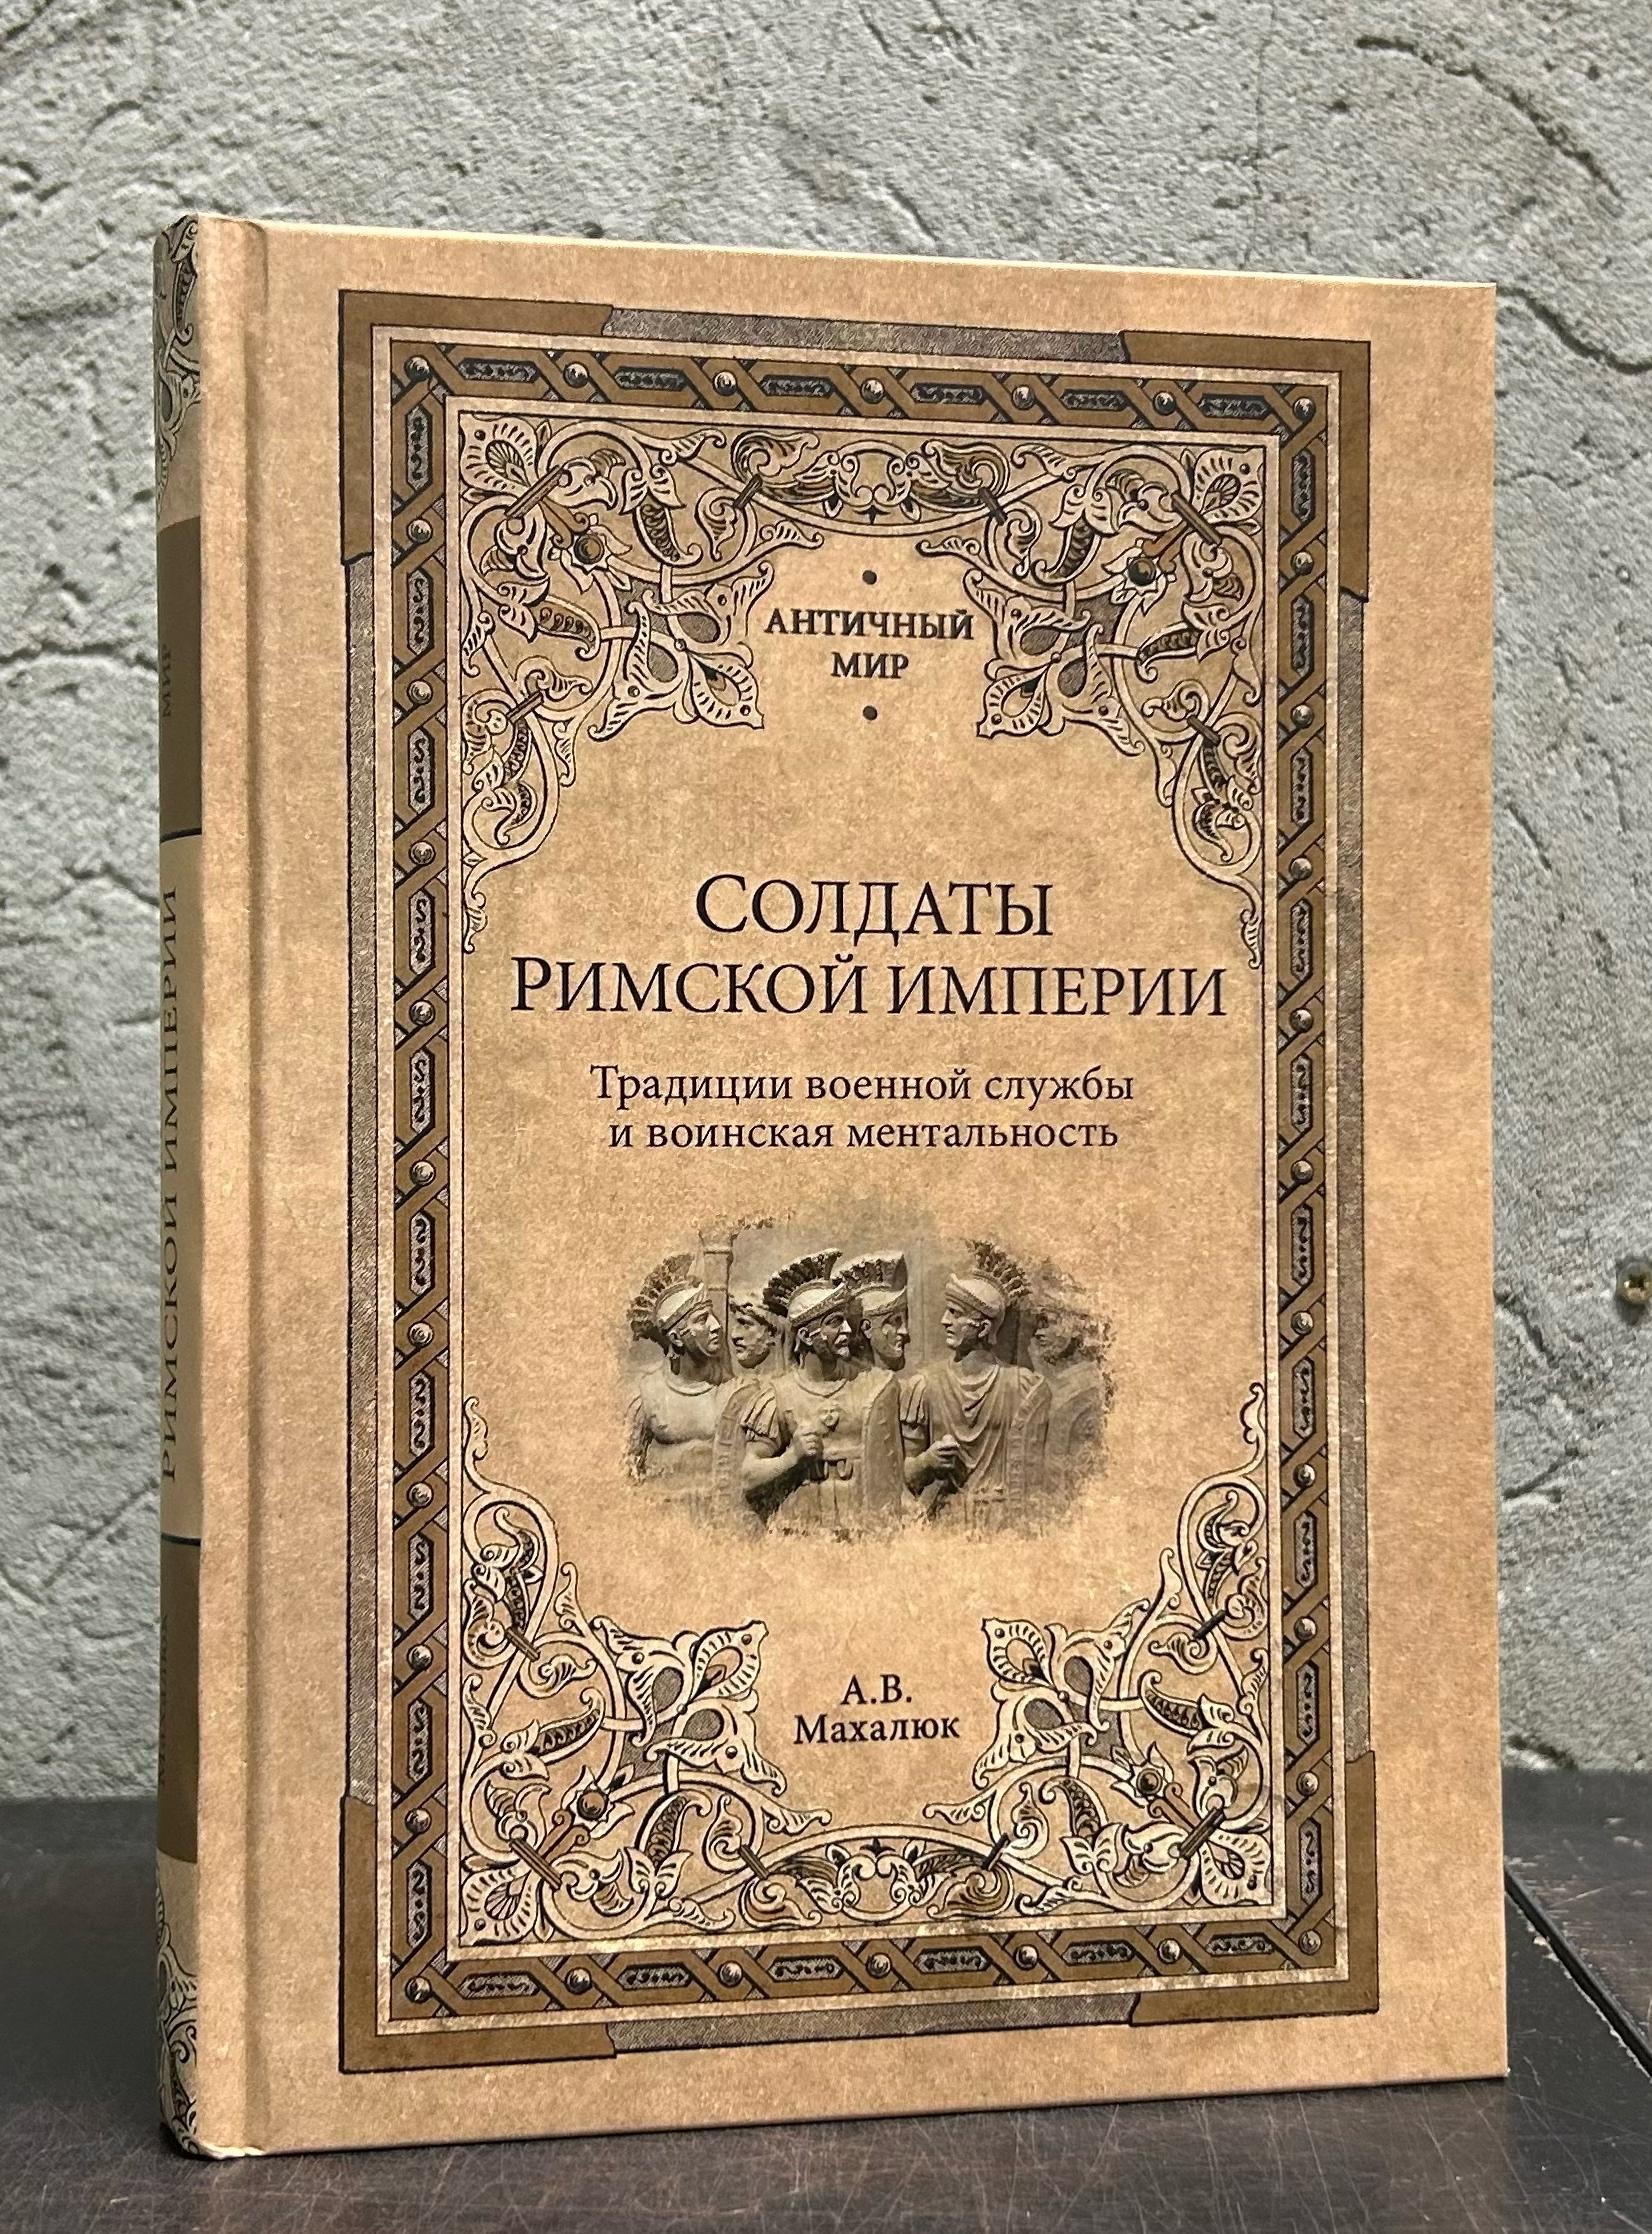 АНТИЧНЫЙ
МИР
СОЛДАТЫ
РИМСКОЙ ИМПЕРИИ
Традиции военной службы
и воинская ментальность
А.В.
Махалюк
МИР
РИМСКОЙ ИМПЕРИИ